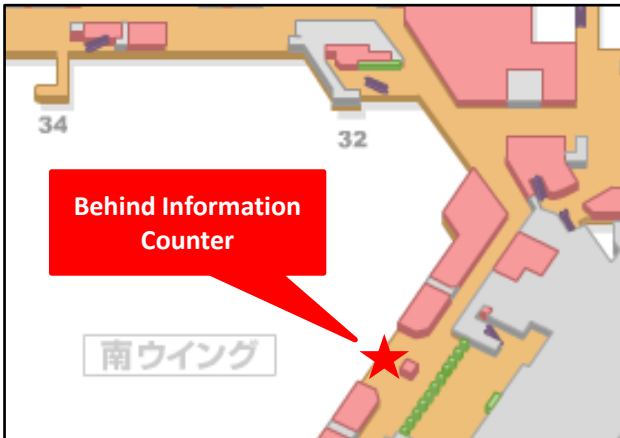 34
32
Behind Information
Counter
南ウイング